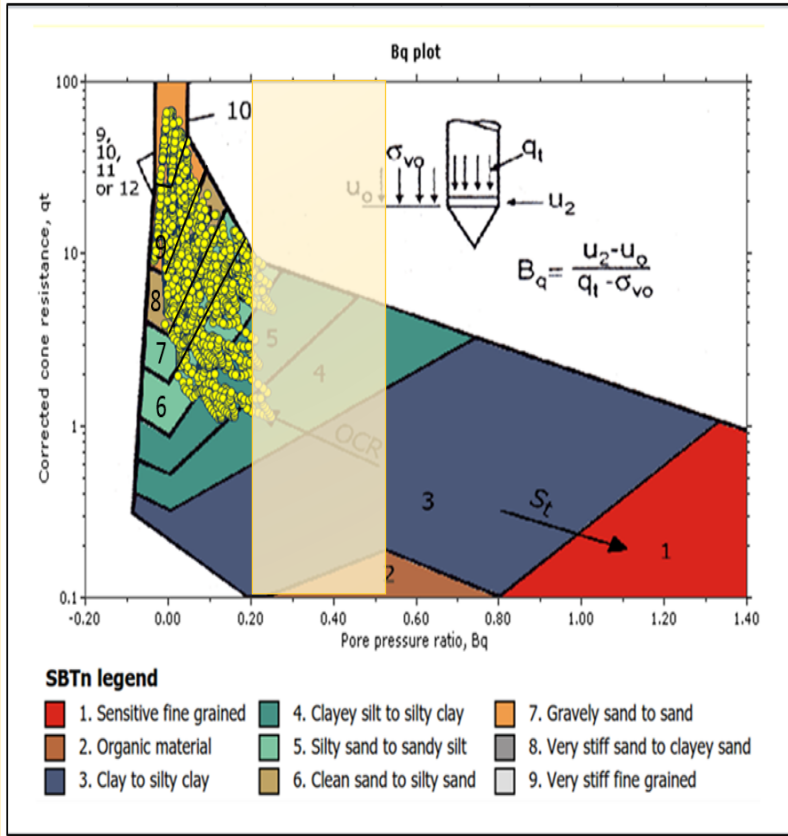 Bq plot
100
10
1
0.1
Corrected cone resistance, qt
9,
10,
11
or 12
10
9
8
7
6
5
4
3
2
1
OCR
St
σvo
uo
qt
u2
Bq= u2-uo
qt -σvo
-0.20 0.00 0.20 0.40 0.60 0.80 1.00 1.20 1.40
Pore pressure ratio, Bq
SBTn legend
1. Sensitive fine grained 4. Clayey silt to silty clay 7. Gravely sand to sand
2. Organic material 5. Silty sand to sandy silt 8. Very stiff sand to clayey sand
3. Clay to silty clay 6. Clean sand to silty sand 9. Very stiff fine grained